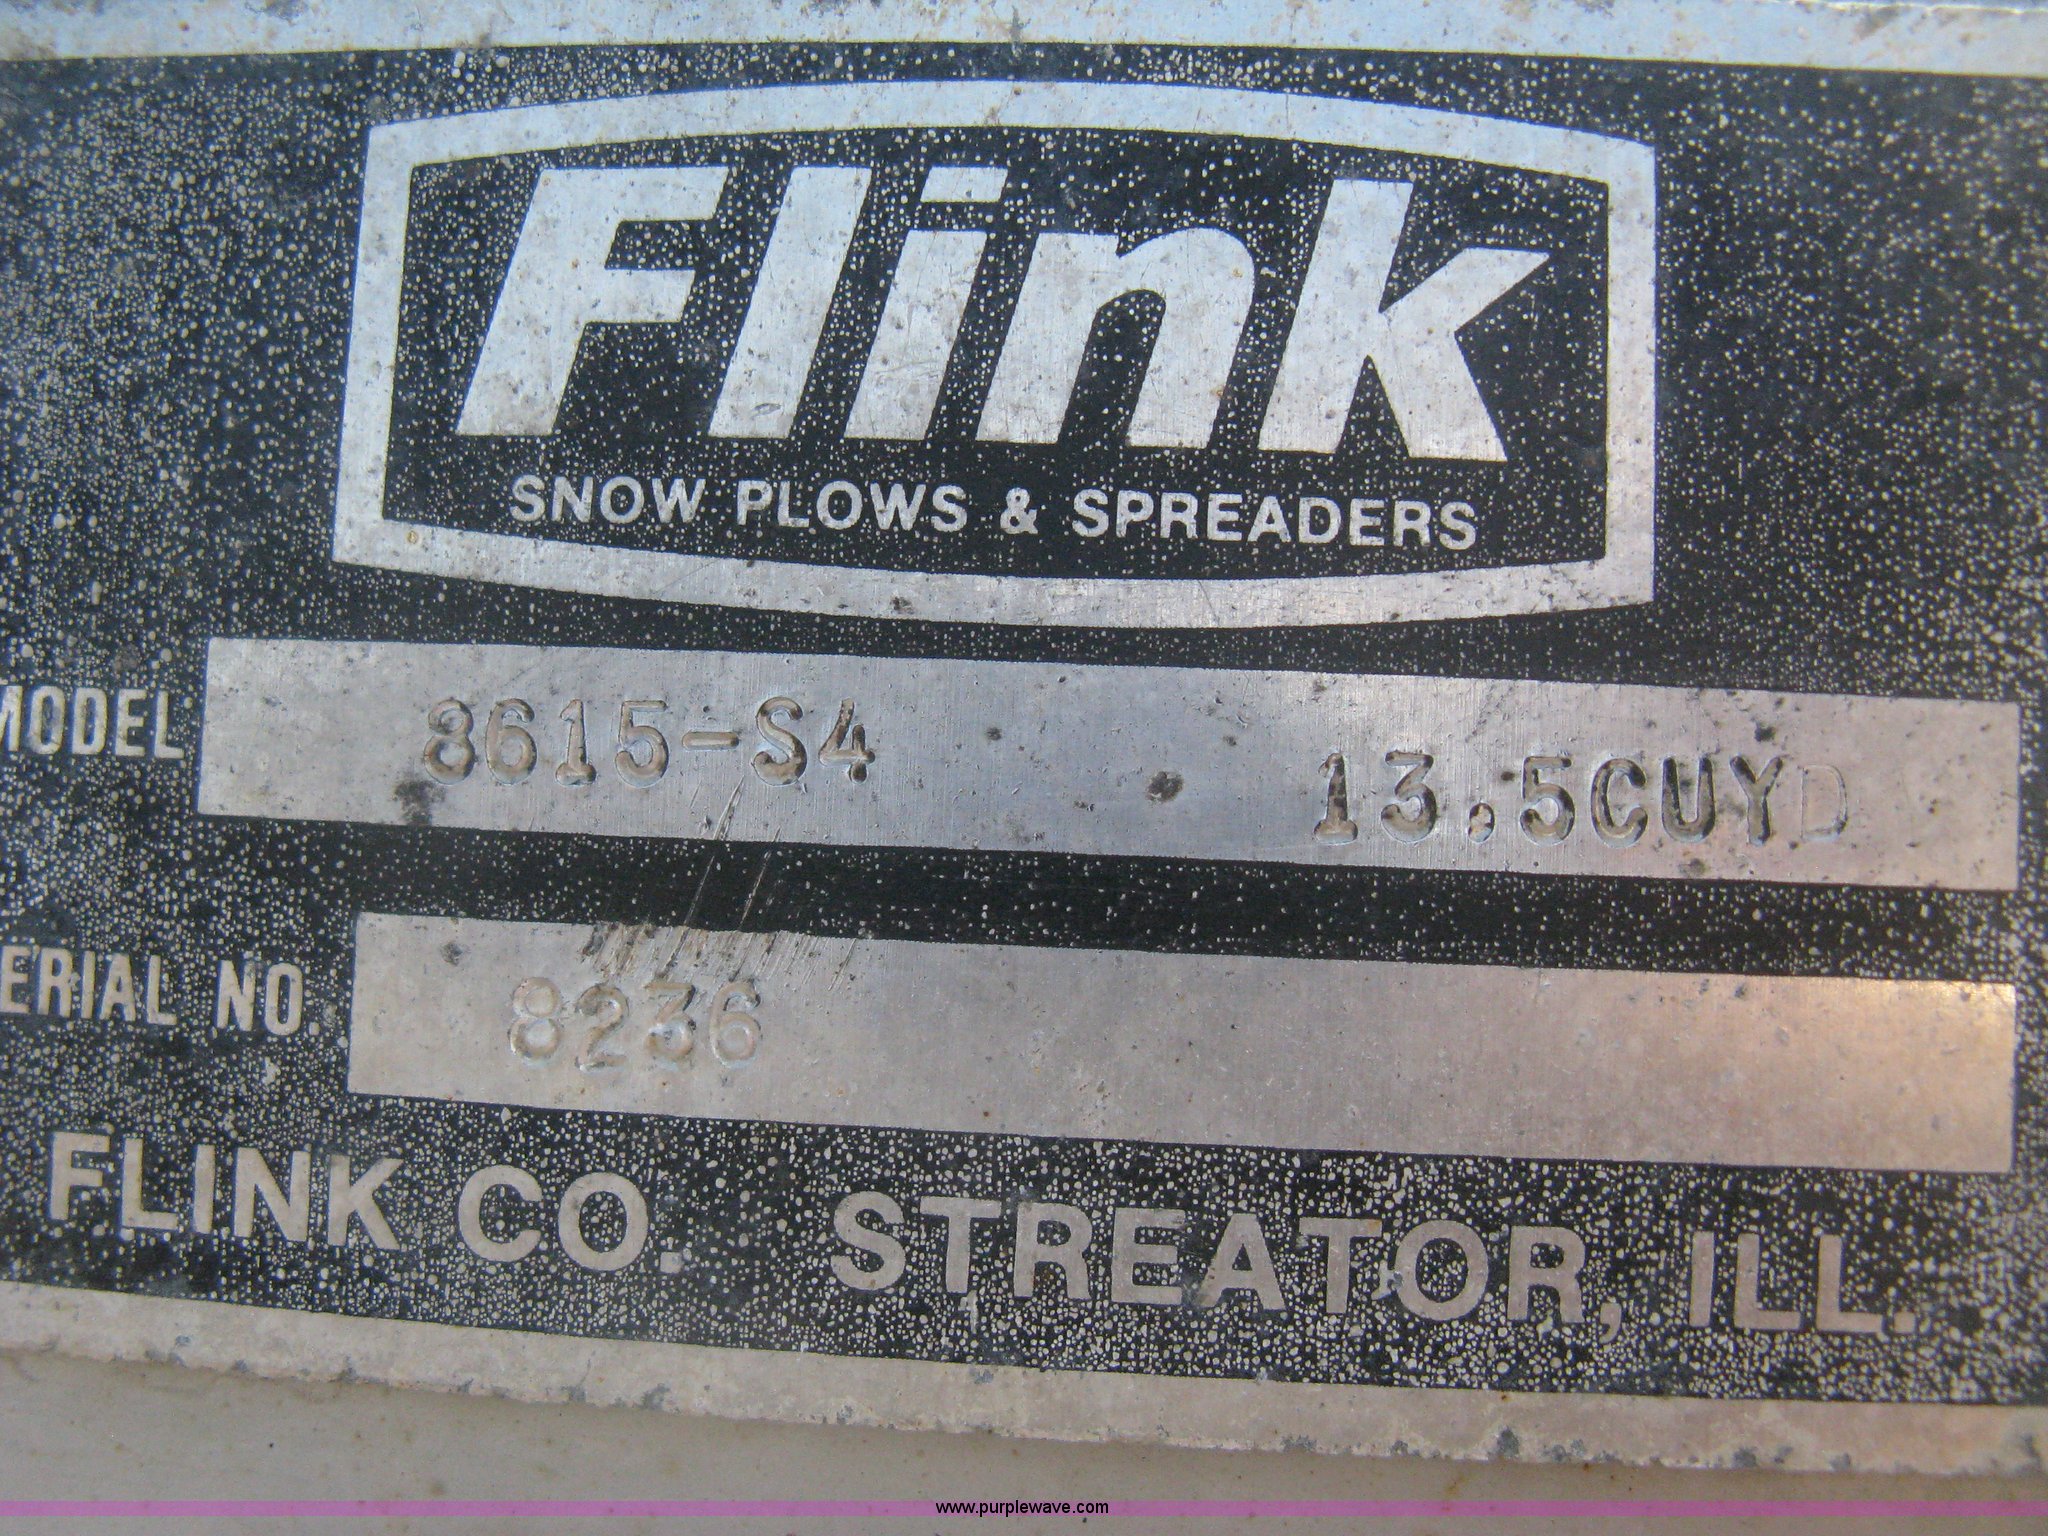 Flink
SNOW PLOWS & SPREADERS
MODEL 8615-S4 13.5CUYD
ERIAL NO. 8236
FLINK CO. STREATOR, ILL.
www.purplewave.com